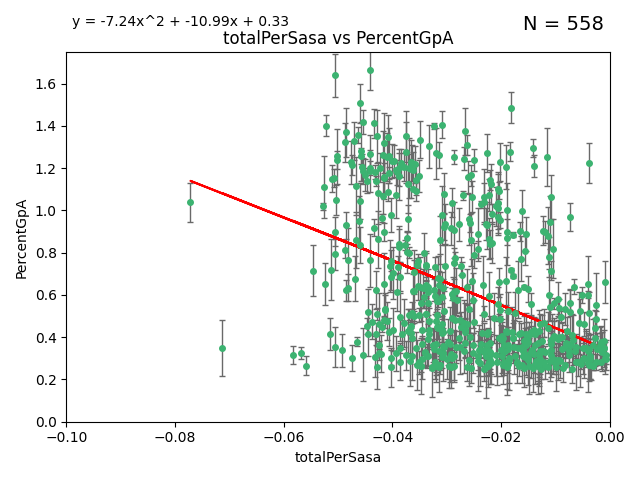 y = -7.24x^2 + -10.99x + 0.33
N = 558
totalPerSasa vs PercentGpA
1.6
1.4
1.2
1.0
0.8
0.6
0.4
0.2
0.0
PercentGpA
−0.10 −0.08 −0.06 −0.04 −0.02 0.00
totalPerSasa